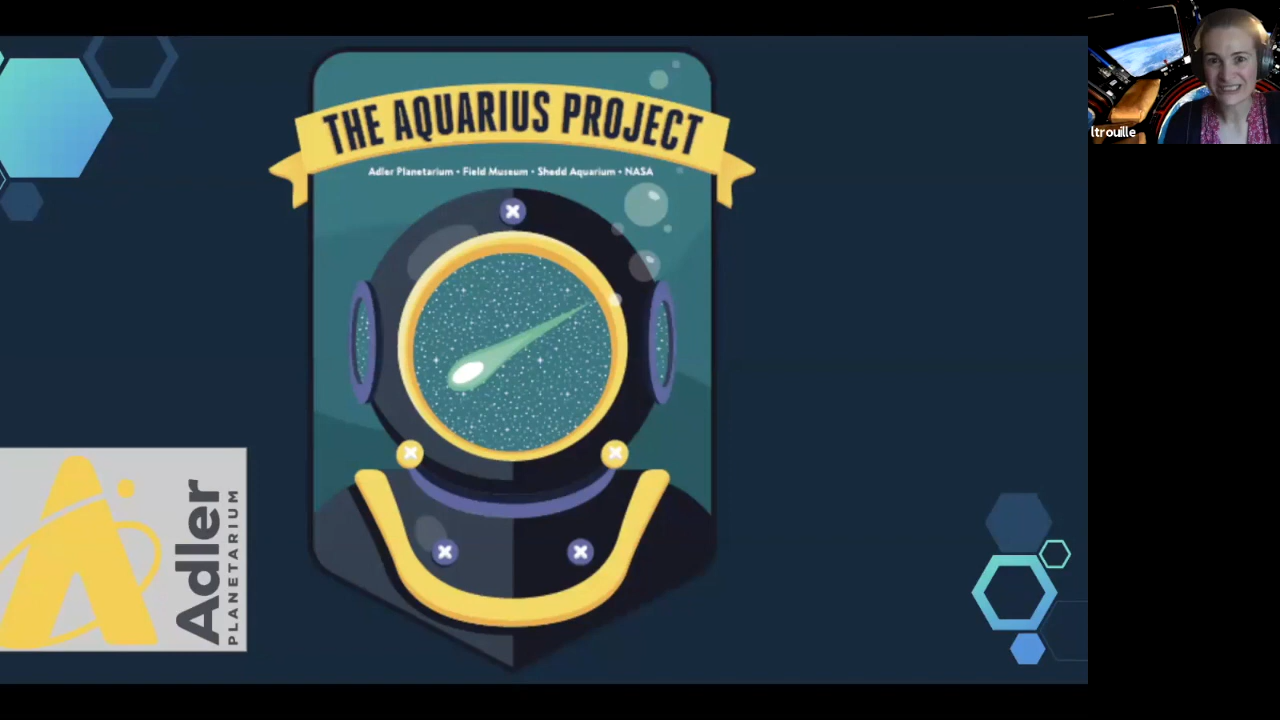 THE AQUARIUS PROJECT
Adler Planetarium • Field Museum • Shedd Aquarium • NASA
ltrouille
Adler
PLANETARIUM